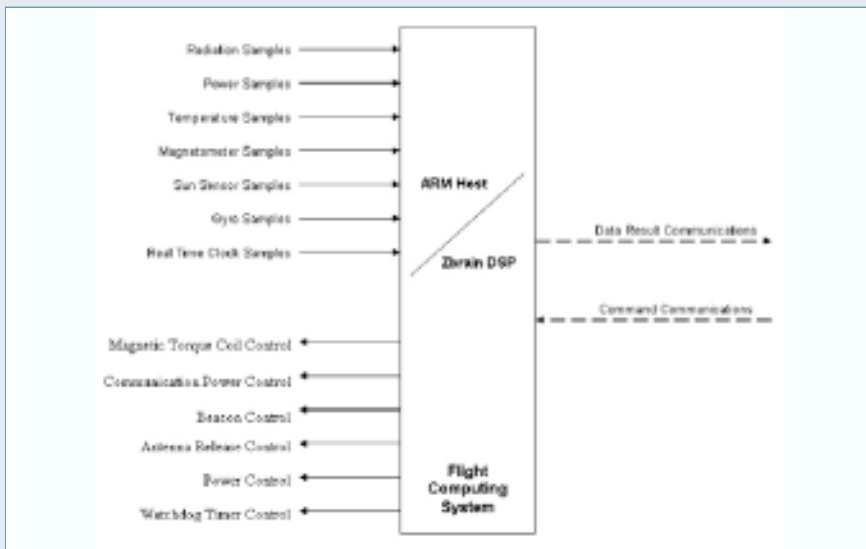 Radiation Samples
Power Samples
Temperature Samples
Magnetometer Samples
Sun Sensor Samples
Gyro Samples
Real Time Clock Samples
ARM Host
Zbrain DSP
Data Result Communications
Command Communications
Magnetic Torque Coil Control
Communication Power Control
Beacon Control
Antenna Release Control
Power Control
Watchdog Timer Control
Flight
Computing
System